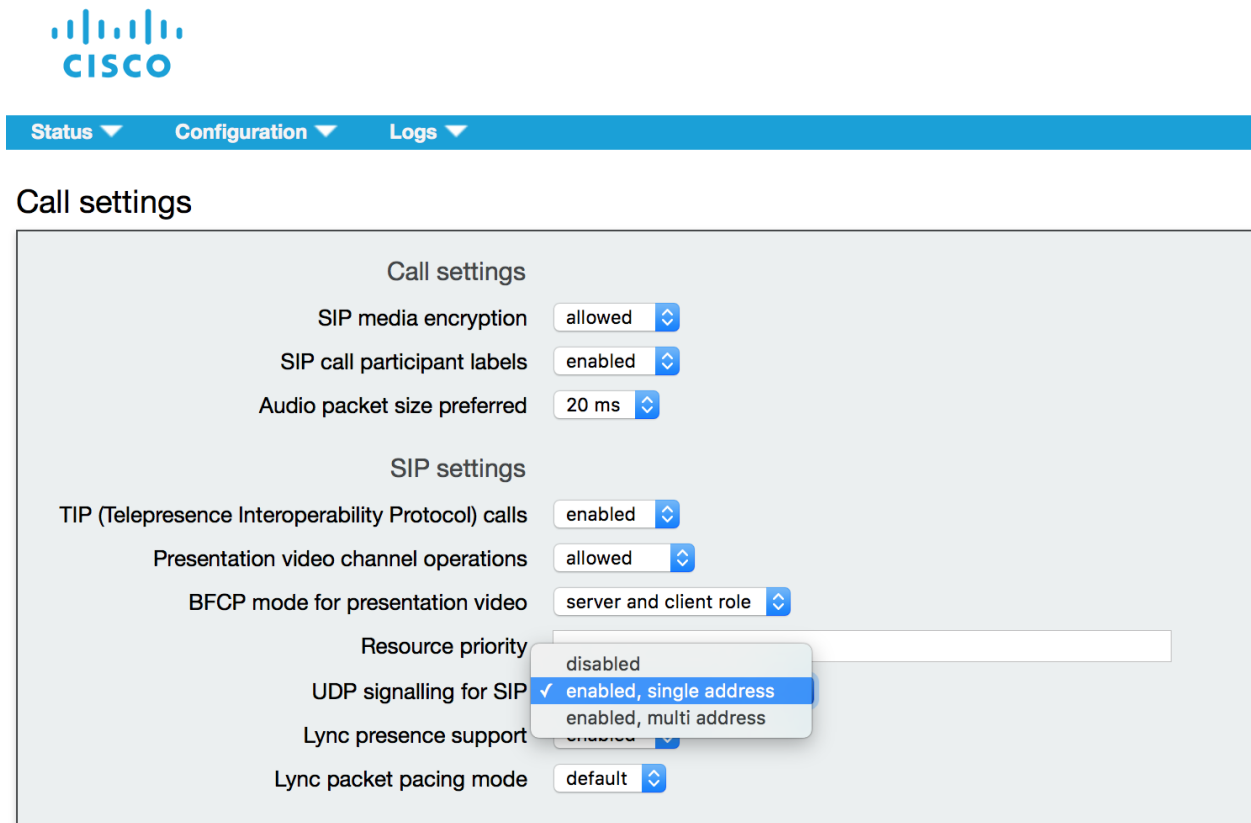 CISCO
Status Configuration Logs
Call settings
Call settings
SIP media encryption allowed
SIP call participant labels enabled
Audio packet size preferred 20 ms
SIP settings
TIP (Telepresence Interoperability Protocol) calls enabled
Presentation video channel operations allowed
BFCP mode for presentation video server and client role
Resource priority
disabled
UDP signalling for SIP ✓ enabled, single address
enabled, multi address
Lync presence support enabled
Lync packet pacing mode default